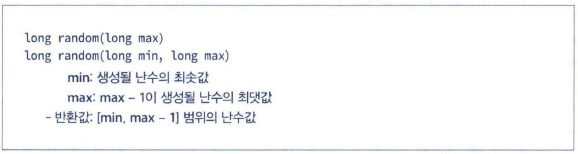 long random(long max)
long random(long min, long max)
min: 생성될 난수의 최솟값
max: max – 1이 생성될 난수의 최댓값
- 반환값: [min, max – 1] 범위의 난수값